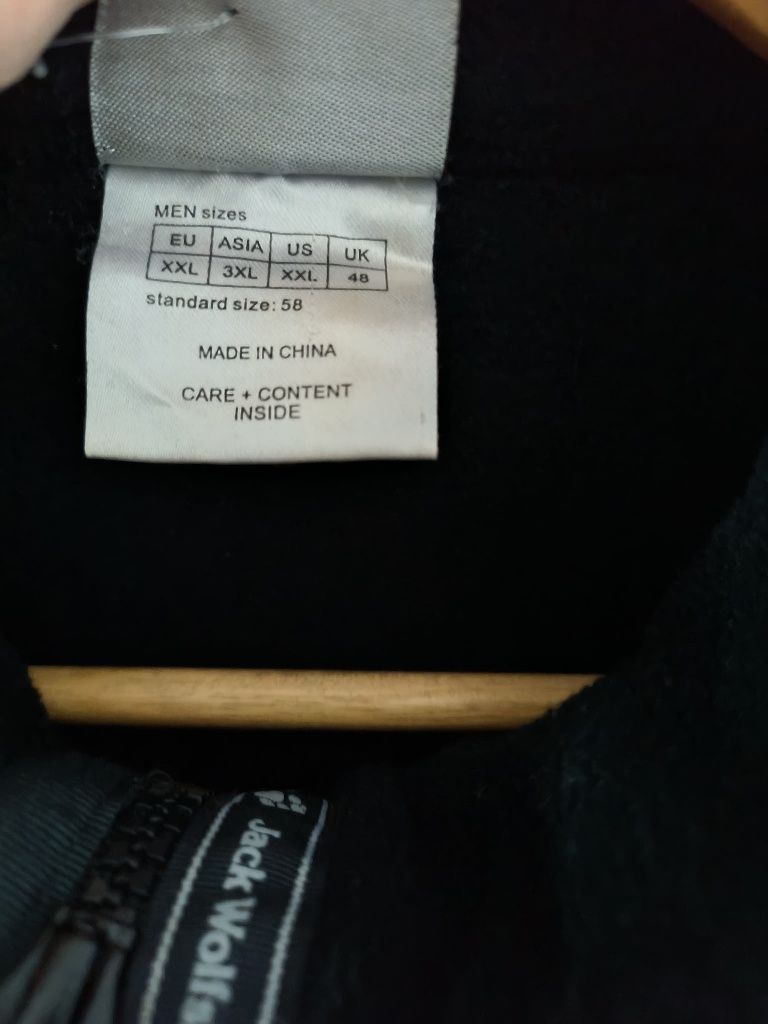 MEN sizes
EU ASIA US UK
XXL 3XL XXL 48
standard size: 58
MADE IN CHINA
CARE + CONTENT
INSIDE
Jack Wolfs